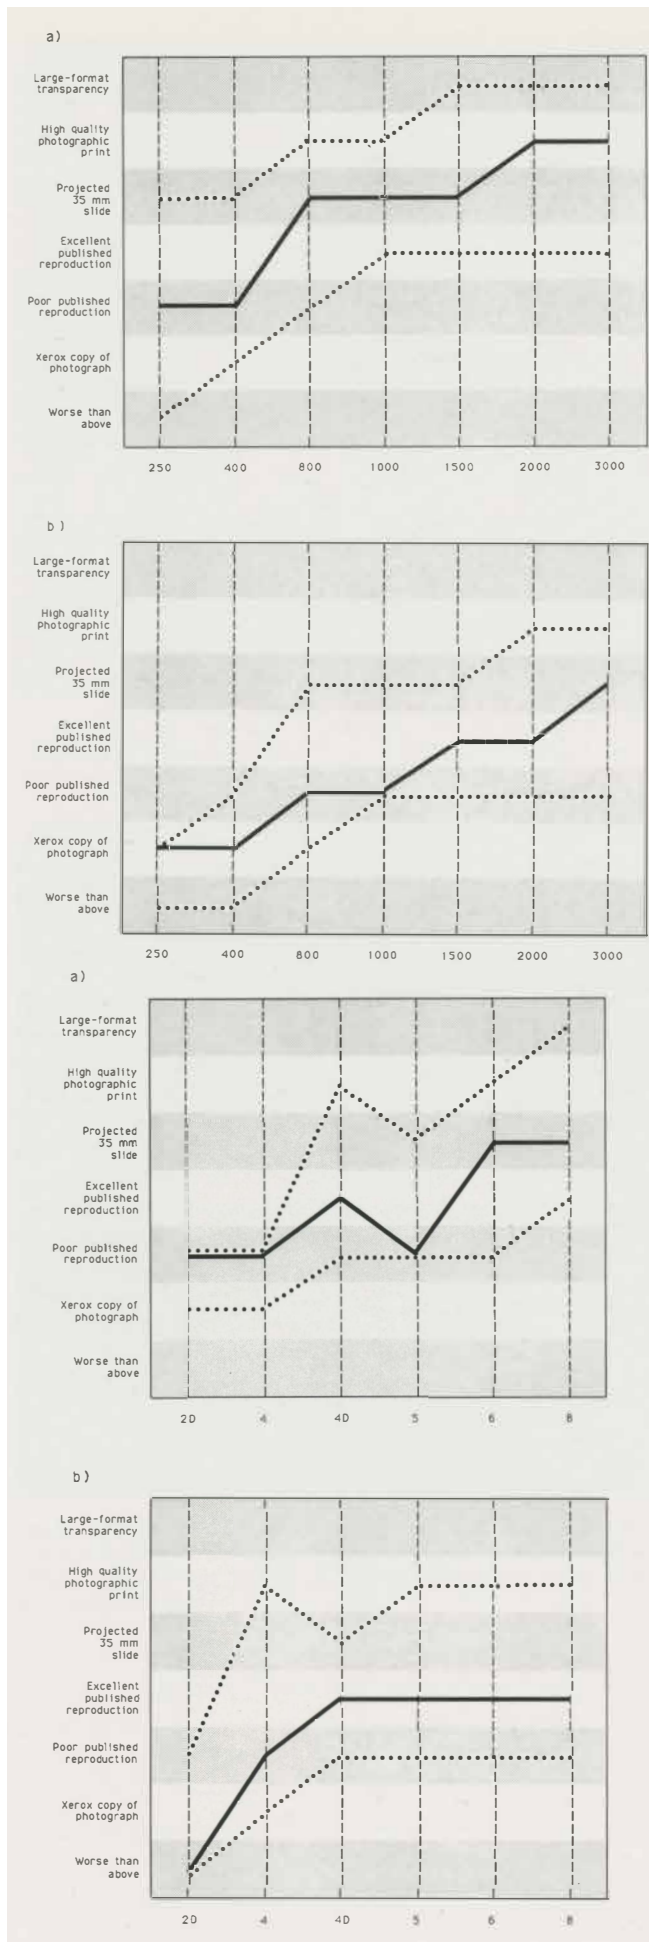 a)
Large-format
transparency
High quality
photographic
print
Projected
35 mm
slide
Excellent
published
reproduction
Poor published
reproduction
Xerox copy of
photograph
Worse than
above
250 400 800 1000 1500 2000 3000
b)
Large-format
transparency
High quality
Photographic
print
Projected
35 mm
slide
Excellent
published
reproduction
Poor published
reproduction
Xerox copy of
photograph
Worse than
above
250 400 800 1000 1500 2000 3000
a)
Large-format
transparency
High quality
photographic
print
Projected
35 mm
slide
Excellent
published
reproduction
Poor published
reproduction
Xerox copy of
photograph
Worse than
above
2D 4 4D 5 6 8
b)
Large-format
transparency
High quality
photographic
print
Projected
35 mm
slide
Excellent
published
reproduction
Poor published
reproduction
Xerox copy of
photograph
Worse than
above
2D 4 4D 5 6 8